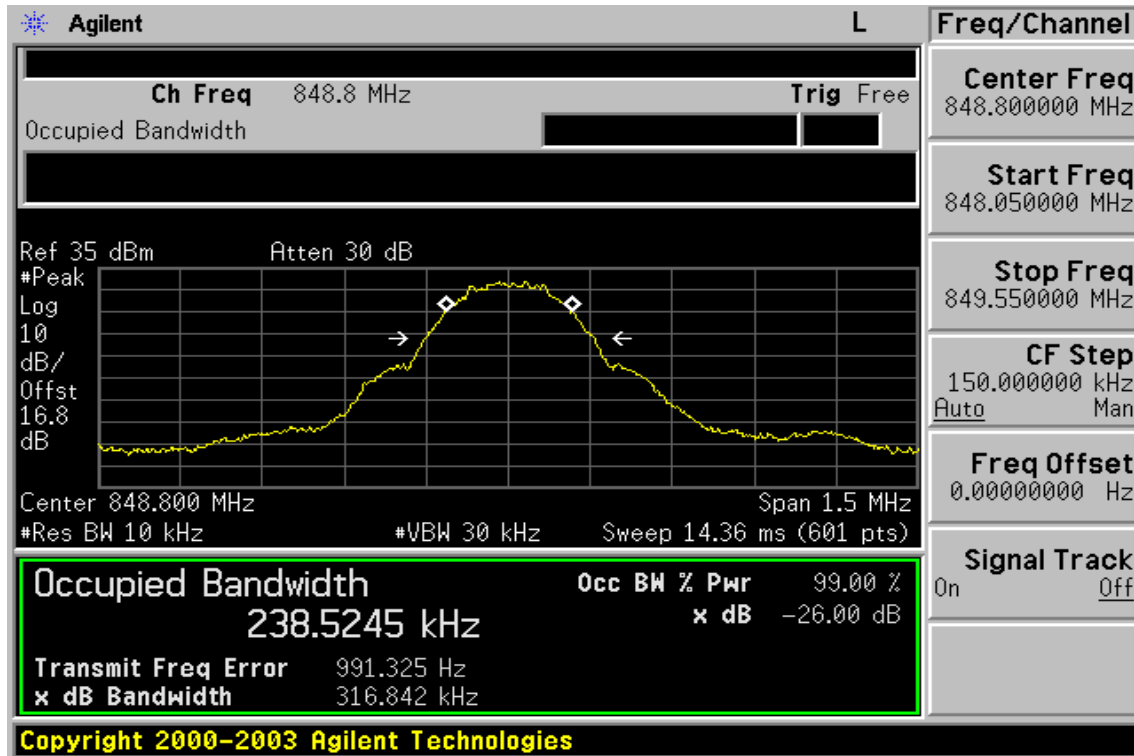 Agilent L
Ch Freq 848.8 MHz Trig Free
Occupied Bandwidth
Ref 35 dBm Atten 30 dB
#Peak
Log
10
dB/
Offst
16.8
dB
Center 848.800 MHz Span 1.5 MHz
#Res BW 10 kHz #VBW 30 kHz Sweep 14.36 ms (601 pts)
Occupied Bandwidth
238.5245 kHz
Occ BW % Pwr 99.00 %
x dB -26.00 dB
Transmit Freq Error 991.325 Hz
x dB Bandwidth 316.842 kHz
Copyright 2000-2003 Agilent Technologies
Freq/Channel
Center Freq
848.800000 MHz
Start Freq
848.050000 MHz
Stop Freq
849.550000 MHz
CF Step
150.000000 kHz
Auto Man
Freq Offset
0.00000000 Hz
Signal Track
On Off